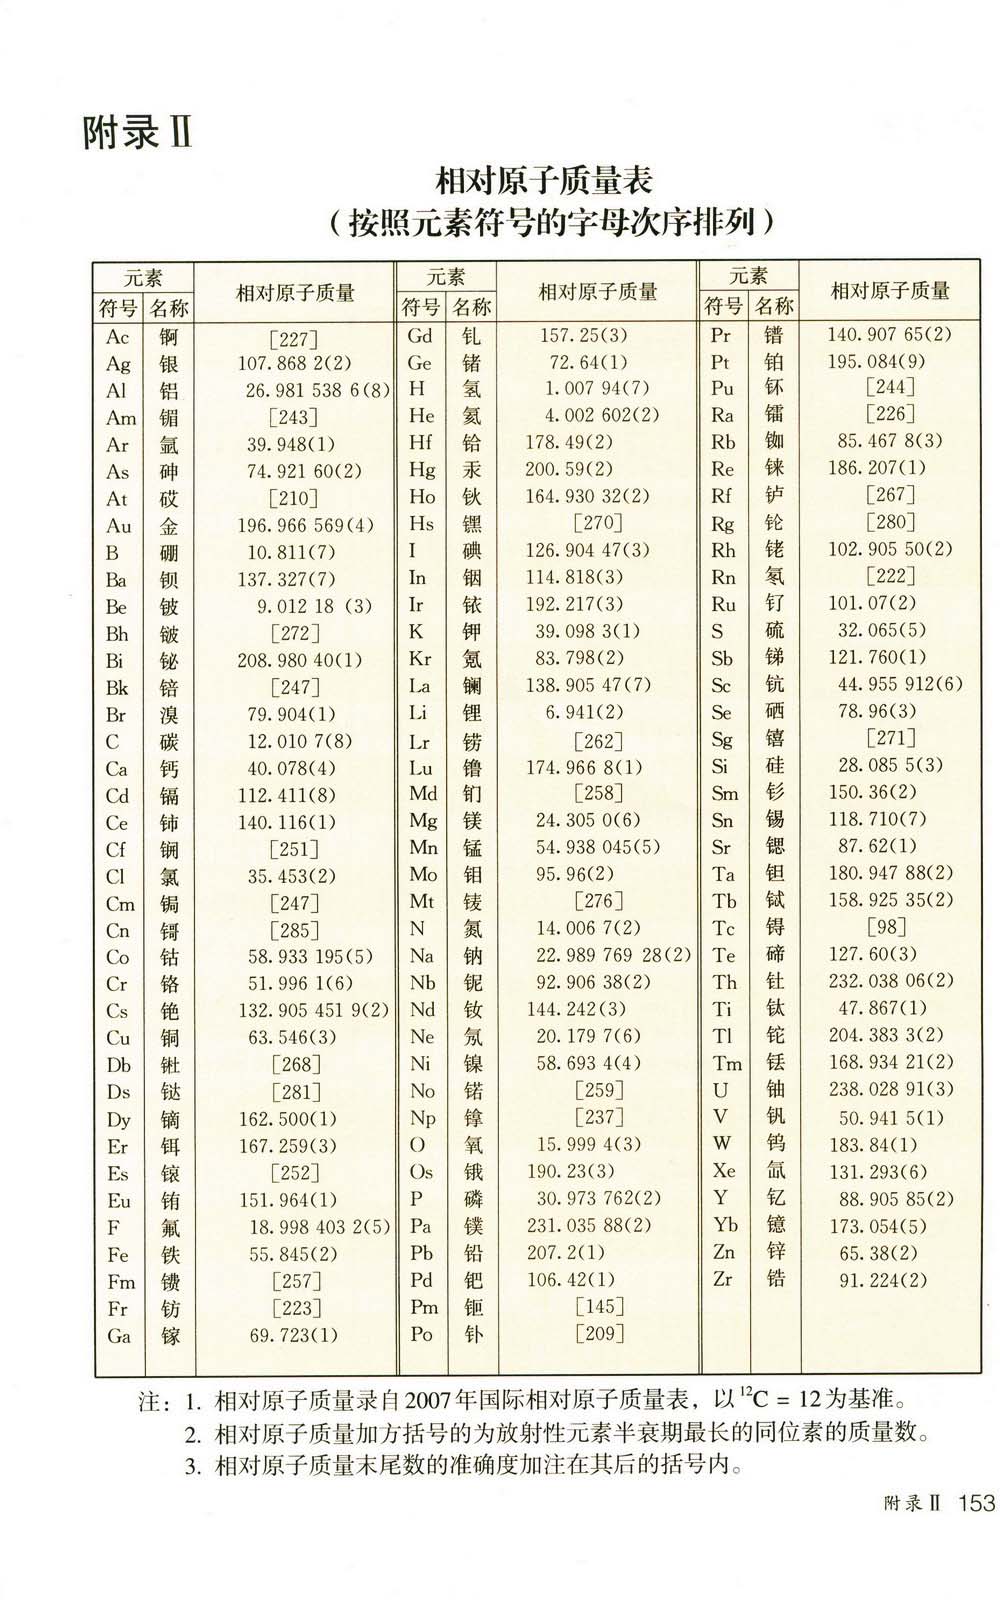 附录Ⅱ
相对原子质量表
（按照元素符号的字母次序排列）
元素 相对原子质量 元素 相对原子质量 元素 相对原子质量
符号 名称 符号 名称 符号 名称
Ac 锕 [227] Gd 钆 157.25(3) Pr 镨 140.907 65(2)
Ag 银 107.868 2(2) Ge 锗 72.64(1) Pt 铂 195.084(9)
Al 铝 26.981 538 6(8) H 氢 1.007 94(7) Pu 钚 [244]
Am 镅 [243] He 氦 4.002 602(2) Ra 镭 [226]
Ar 氩 39.948(1) Hf 铪 178.49(2) Rb 铷 85.467 8(3)
As 砷 74.921 60(2) Hg 汞 200.59(2) Re 铼 186.207(1)
At 砹 [210] Ho 钬 164.930 32(2) Rf 𬬻 [267]
Au 金 196.966 569(4) Hs 𬭶 [270] Rg 𬬭 [280]
B 硼 10.811(7) I 碘 126.904 47(3) Rh 铑 102.905 50(2)
Ba 钡 137.327(7) In 铟 114.818(3) Rn 氡 [222]
Be 铍 9.012 18 (3) Ir 铱 192.217(3) Ru 钌 101.07(2)
Bh 𬭛 [272] K 钾 39.098 3(1) S 硫 32.065(5)
Bi 铋 208.980 40(1) Kr 氪 83.798(2) Sb 锑 121.760(1)
Bk 锫 [247] La 镧 138.905 47(7) Sc 钪 44.955 912(6)
Br 溴 79.904(1) Li 锂 6.941(2) Se 硒 78.96(3)
C 碳 12.010 7(8) Lr 铹 [262] Sg 𬭳 [271]
Ca 钙 40.078(4) Lu 镥 174.966 8(1) Si 硅 28.085 5(3)
Cd 镉 112.411(8) Md 钔 [258] Sm 钐 150.36(2)
Ce 铈 140.116(1) Mg 镁 24.305 0(6) Sn 锡 118.710(7)
Cf 锎 [251] Mn 锰 54.938 045(5) Sr 锶 87.62(1)
Cl 氯 35.453(2) Mo 钼 95.96(2) Ta 钽 180.947 88(2)
Cm 锔 [247] Mt 鿏 [276] Tb 铽 158.925 35(2)
Cn 鿔 [285] N 氮 14.006 7(2) Tc 锝 [98]
Co 钴 58.933 195(5) Na 钠 22.989 769 28(2) Te 碲 127.60(3)
Cr 铬 51.996 1(6) Nb 铌 92.906 38(2) Th 钍 232.038 06(2)
Cs 铯 132.905 451 9(2) Nd 钕 144.242(3) Ti 钛 47.867(1)
Cu 铜 63.546(3) Ne 氖 20.179 7(6) Tl 铊 204.383 3(2)
Db 𬭊 [268] Ni 镍 58.693 4(4) Tm 铥 168.934 21(2)
Ds 𫟼 [281] No 锘 [259] U 铀 238.028 91(3)
Dy 镝 162.500(1) Np 镎 [237] V 钒 50.941 5(1)
Er 铒 167.259(3) O 氧 15.999 4(3) W 钨 183.84(1)
Es 锿 [252] Os 锇 190.23(3) Xe 氙 131.293(6)
Eu 铕 151.964(1) P 磷 30.973 762(2) Y 钇 88.905 85(2)
F 氟 18.998 403 2(5) Pa 镤 231.035 88(2) Yb 镱 173.054(5)
Fe 铁 55.845(2) Pb 铅 207.2(1) Zn 锌 65.38(2)
Fm 镄 [257] Pd 钯 106.42(1) Zr 锆 91.224(2)
Fr 钫 [223] Pm 钷 [145]
Ga 镓 69.723(1) Po 钋 [209]
注：1. 相对原子质量录自2007年国际相对原子质量表，以¹²C = 12为基准。
2. 相对原子质量加方括号的为放射性元素半衰期最长的同位素的质量数。
3. 相对原子质量末尾数的准确度加注在其后的括号内。
附录Ⅱ 153